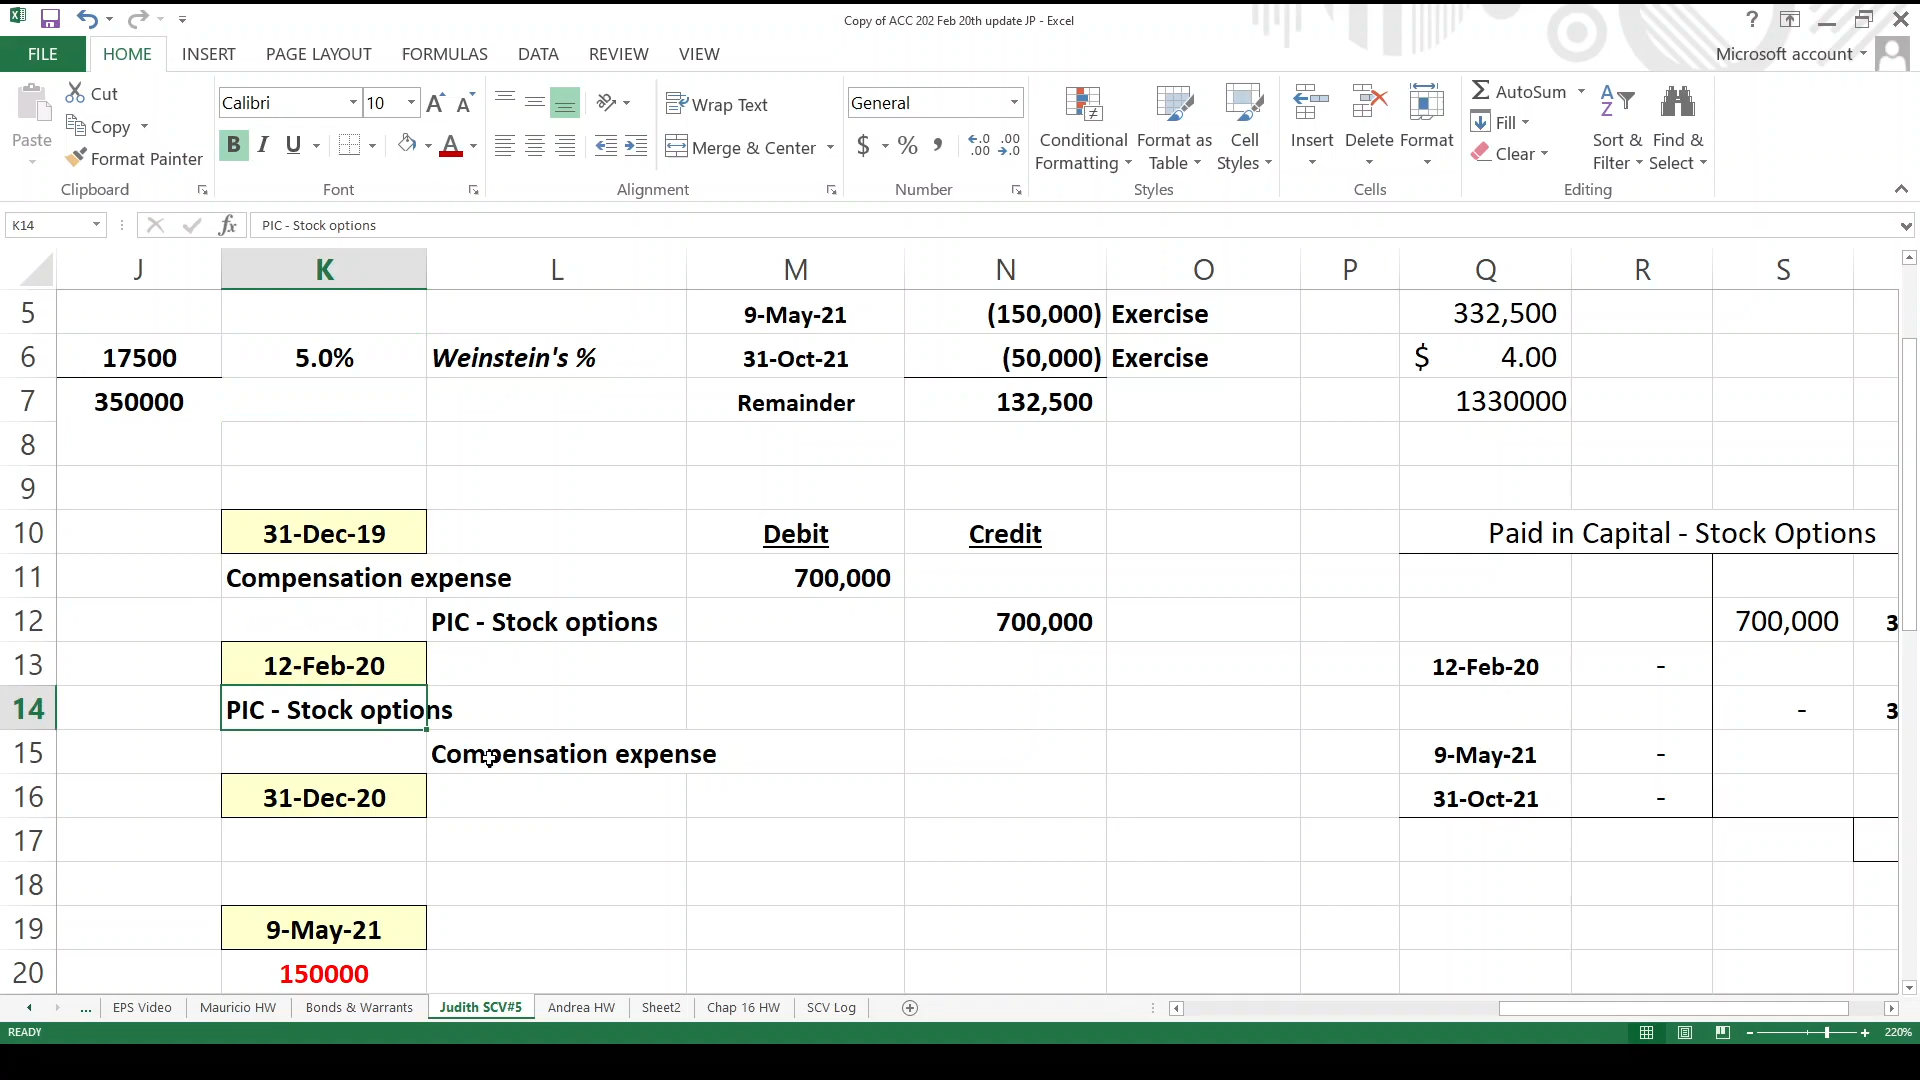 Copy of ACC 202 Feb 20th update JP - Excel
?
FILE HOME INSERT PAGE LAYOUT FORMULAS DATA REVIEW VIEW Microsoft account
Paste Cut Copy Format Painter
Clipboard
Calibri 10 A A
B I U A
Font
Wrap Text
Merge & Center
Alignment
General
$ % , .0 .00 .00 .0
Number
Conditional Formatting Format as Table Cell Styles
Styles
Insert Delete Format
Cells
Σ AutoSum Fill Clear
Sort & Filter Find & Select
Editing
K14 fx PIC - Stock options
J K L M N O P Q R S
5 9-May-21 (150,000) Exercise 332,500
6 17500 5.0% Weinstein's % 31-Oct-21 (50,000) Exercise $ 4.00
7 350000 Remainder 132,500 1330000
8
9
10 31-Dec-19 Debit Credit Paid in Capital - Stock Options
11 Compensation expense 700,000
12 PIC - Stock options 700,000 700,000 3
13 12-Feb-20 12-Feb-20 -
14 PIC - Stock options - 3
15 Compensation expense 9-May-21 -
16 31-Dec-20 31-Oct-21 -
17
18
19 9-May-21
20 150000
... EPS Video Mauricio HW Bonds & Warrants Judith SCV#5 Andrea HW Sheet2 Chap 16 HW SCV Log
READY 220%